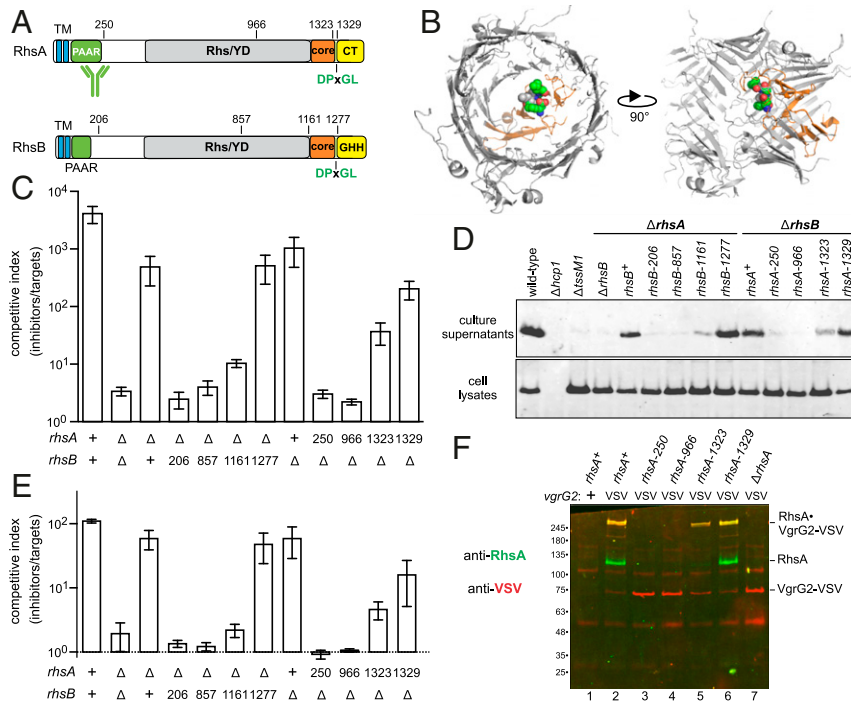 A
250
966
1323
1329
TM
RhsA
PAAR
Rhs/YD
core
CT
DPxGL
206
857
1161
1277
TM
RhsB
Rhs/YD
core
GHH
PAAR
DPxGL
B
90°
C
competitive index
(inhibitors/targets)
10⁴
10³
10²
10¹
10⁰
rhsA + Δ Δ Δ Δ Δ Δ + 250 966 1323 1329
rhsB + Δ + 206 857 1161 1277 Δ Δ Δ Δ Δ
D
ΔrhsA
ΔrhsB
wild-type
Δhcp1
ΔtssM1
ΔrhsB
rhsB⁺
rhsB-206
rhsB-857
rhsB-1161
rhsB-1277
rhsA⁺
rhsA-250
rhsA-966
rhsA-1323
rhsA-1329
culture
supernatants
cell
lysates
E
competitive index
(inhibitors/targets)
10²
10¹
10⁰
rhsA + Δ Δ Δ Δ Δ Δ + 250 966 1323 1329
rhsB + Δ + 206 857 1161 1277 Δ Δ Δ Δ Δ
F
rhsA⁺
rhsA⁺
rhsA-250
rhsA-966
rhsA-1323
rhsA-1329
ΔrhsA
vgrG2: + VSV VSV VSV VSV VSV VSV
anti-RhsA
anti-VSV
245•
180•
135•
100•
75•
63•
48•
35•
25•
RhsA•
VgrG2-VSV
RhsA
VgrG2-VSV
1 2 3 4 5 6 7